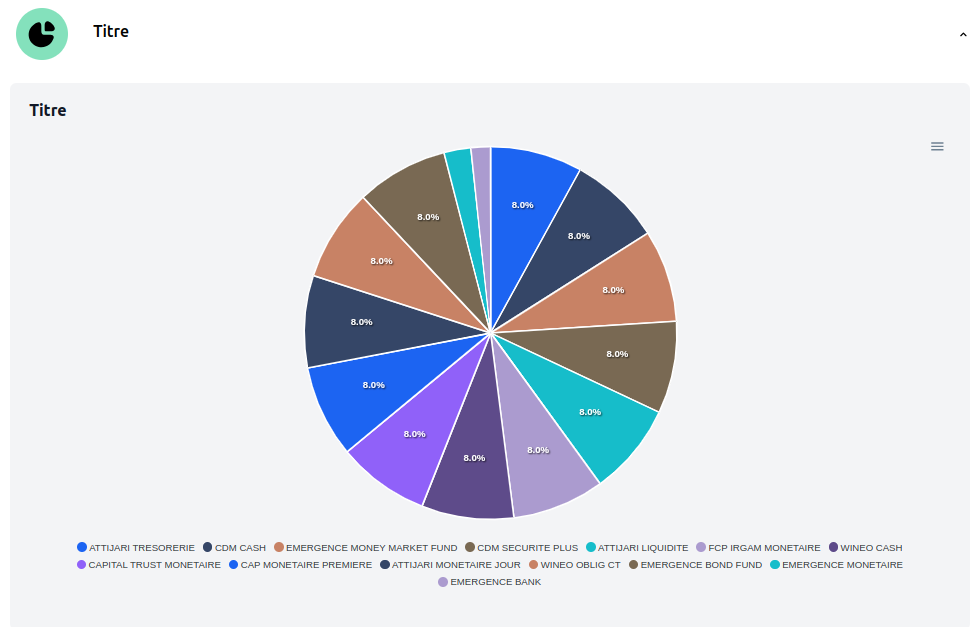 Titre
Titre
8.0%
8.0%
8.0%
8.0%
8.0%
8.0%
8.0%
8.0%
8.0%
8.0%
8.0%
8.0%
ATTIJARI TRESORERIE CDM CASH EMERGENCE MONEY MARKET FUND CDM SECURITE PLUS ATTIJARI LIQUIDITE FCP IRGAM MONETAIRE WINEO CASH
CAPITAL TRUST MONETAIRE CAP MONETAIRE PREMIERE ATTIJARI MONETAIRE JOUR WINEO OBLIG CT EMERGENCE BOND FUND EMERGENCE MONETAIRE
EMERGENCE BANK